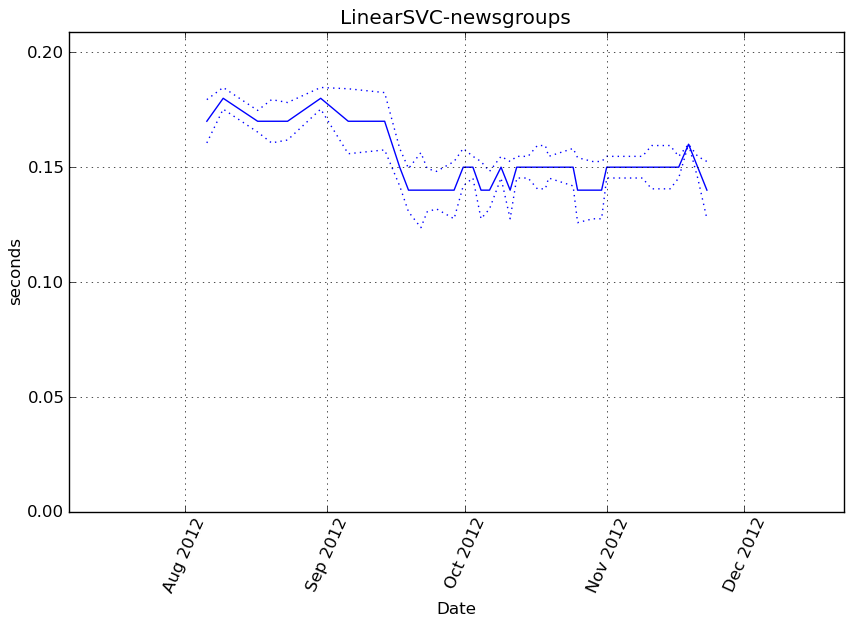 LinearSVC-newsgroups
0.20
0.15
0.10
0.05
0.00
seconds
Aug 2012
Sep 2012
Oct 2012
Nov 2012
Dec 2012
Date